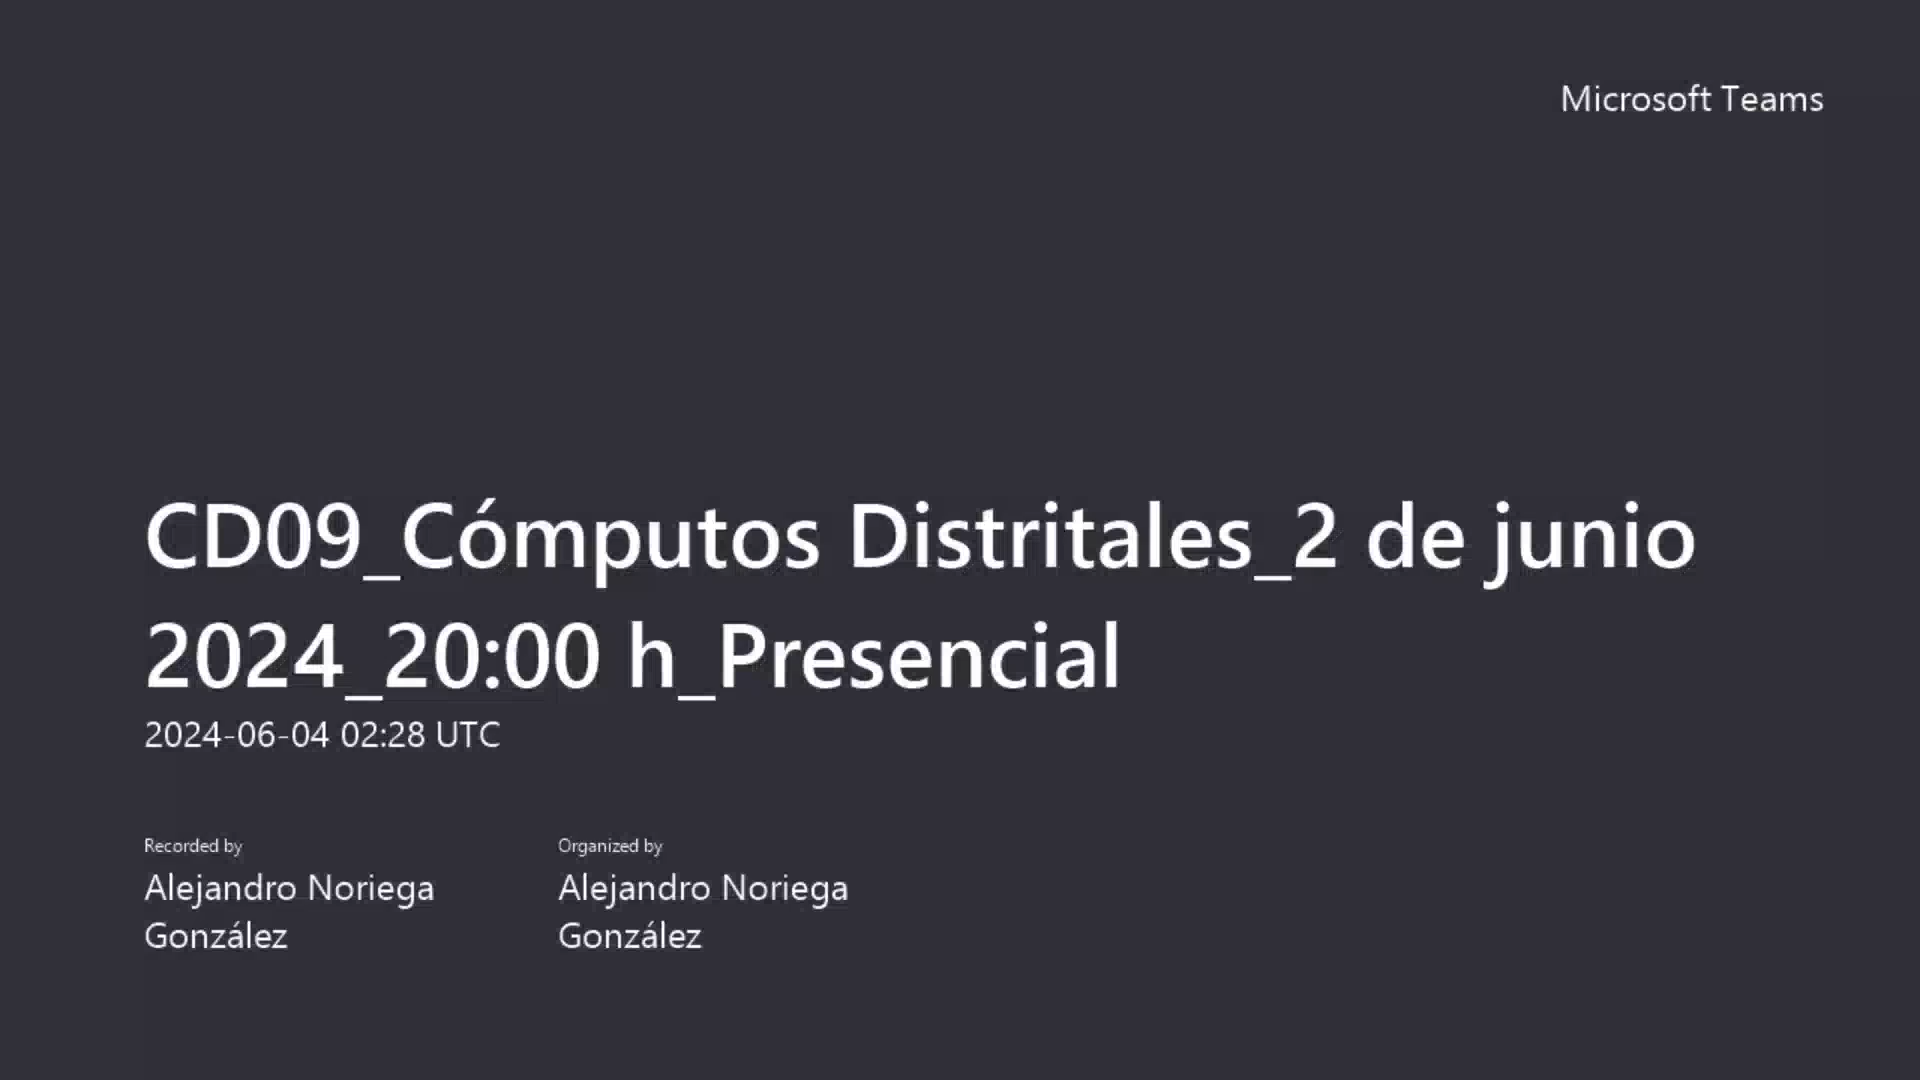 Microsoft Teams
CD09_Cómputos Distritales_2 de junio
2024_20:00 h_Presencial
2024-06-04 02:28 UTC
Recorded by
Alejandro Noriega
González
Organized by
Alejandro Noriega
González